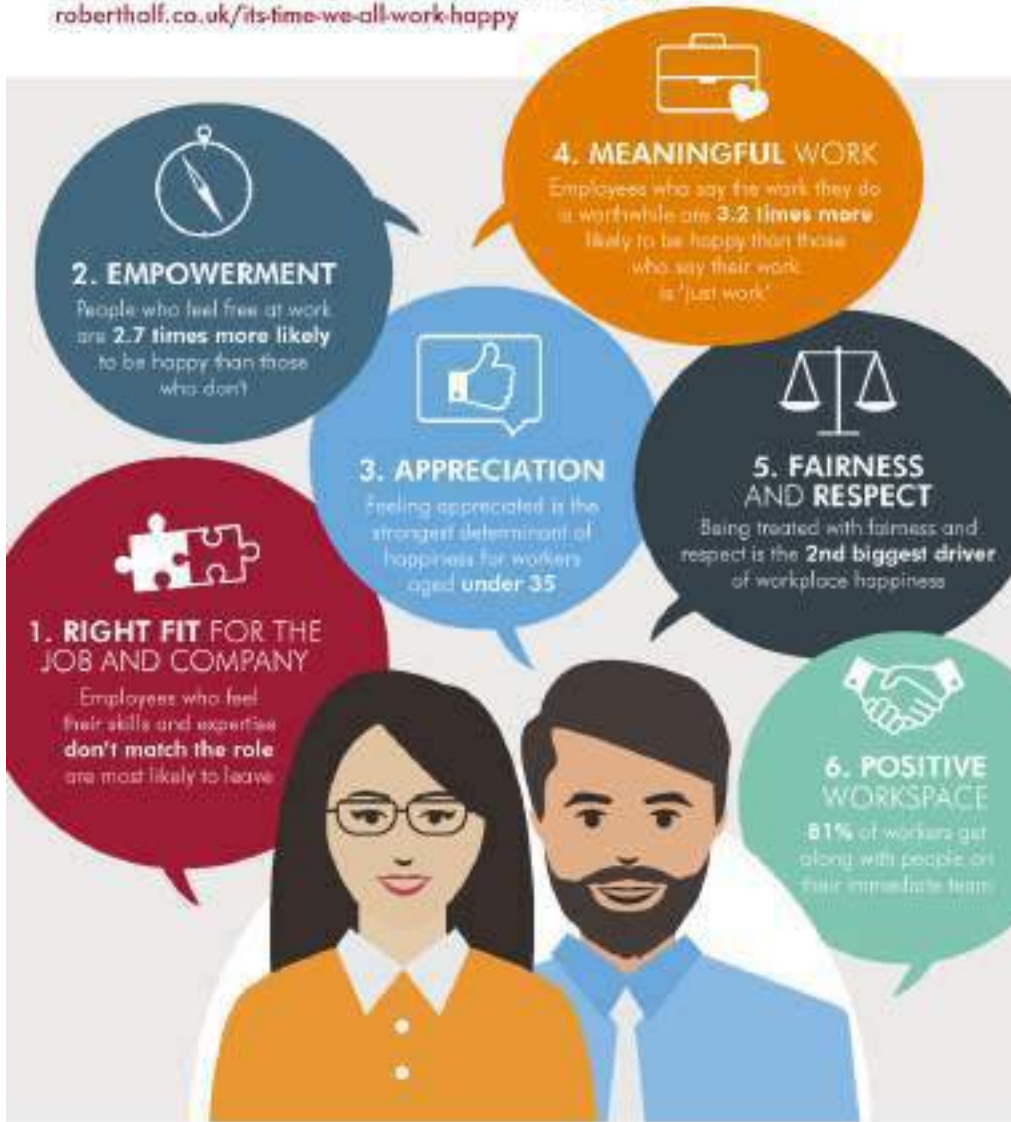 roberthalf.co.uk/its-time-we-all-work-happy
1. RIGHT FIT FOR THE
JOB AND COMPANY
Employees who feel
their skills and expertise
don't match the role
are most likely to leave
2. EMPOWERMENT
People who feel free at work
are 2.7 times more likely
to be happy than those
who don't
3. APPRECIATION
Feeling appreciated is the
strongest determinant of
happiness for workers
aged under 35
4. MEANINGFUL WORK
Employees who say the work they do
is worthwhile are 3.2 times more
likely to be happy than those
who say their work
is 'just work'
5. FAIRNESS
AND RESPECT
Being treated with fairness and
respect is the 2nd biggest driver
of workplace happiness
6. POSITIVE
WORKSPACE
81% of workers get
along with people on
their immediate team